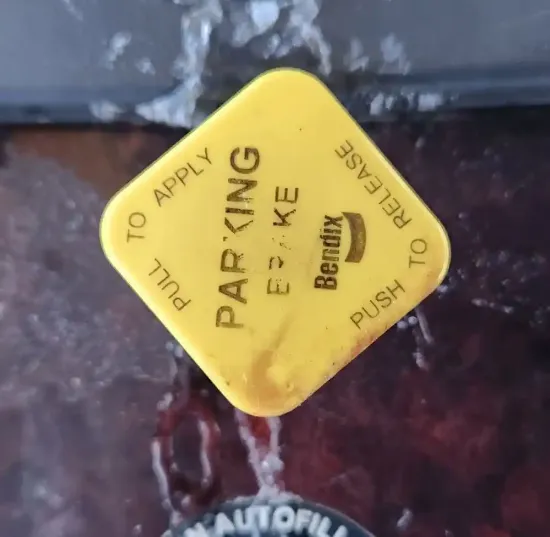 PULL TO APPLY
PARKING
BRAKE
Bendix
PUSH TO RELEASE
AUTOFILL